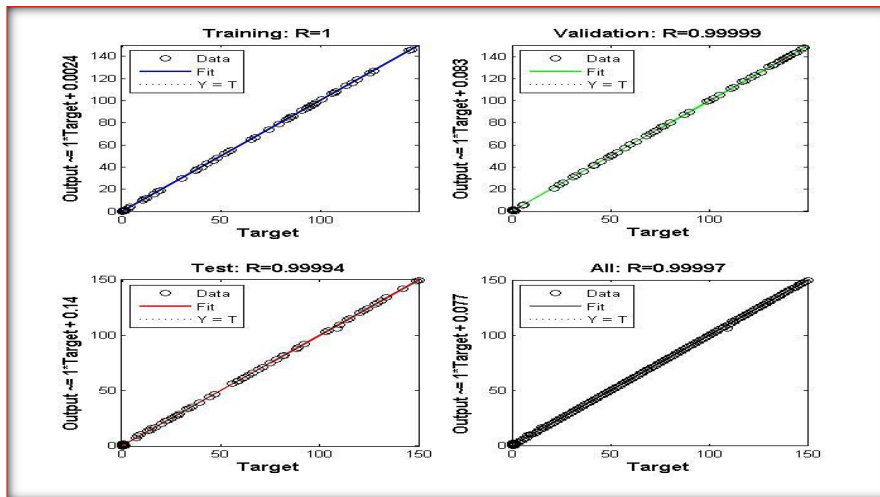 Training: R=1
Output ~= 1*Target + 0.0024
140
120
100
80
60
40
20
0
Data
Fit
Y = T
0
50
100
Target
Validation: R=0.99999
Output ~= 1*Target + 0.083
140
120
100
80
60
40
20
0
Data
Fit
Y = T
0
50
100
150
Target
Test: R=0.99994
Output ~= 1*Target + 0.14
150
100
50
0
Data
Fit
Y = T
0
50
100
150
Target
All: R=0.99997
Output ~= 1*Target + 0.077
150
100
50
0
Data
Fit
Y = T
0
50
100
150
Target